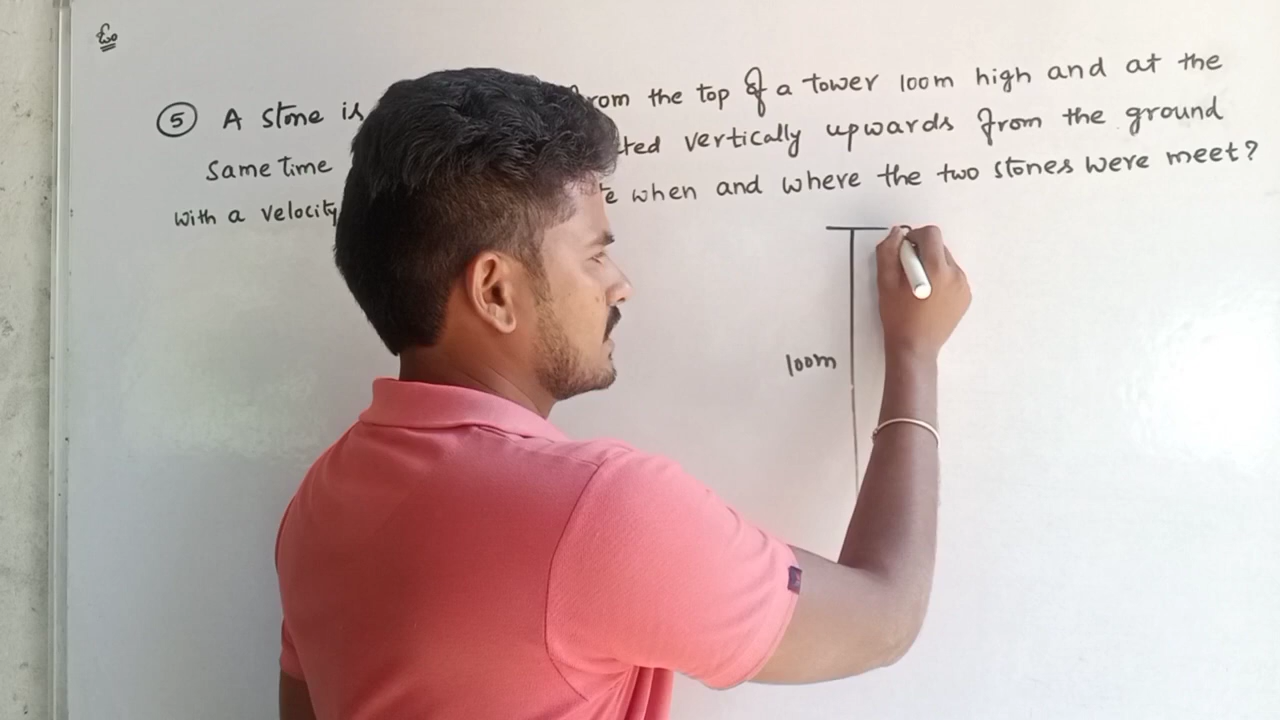 ఓం
5 A stone is from the top of a tower 100m high and at the
Same time vertically upwards from the ground
with a velocity when and where the two stones were meet?
100m